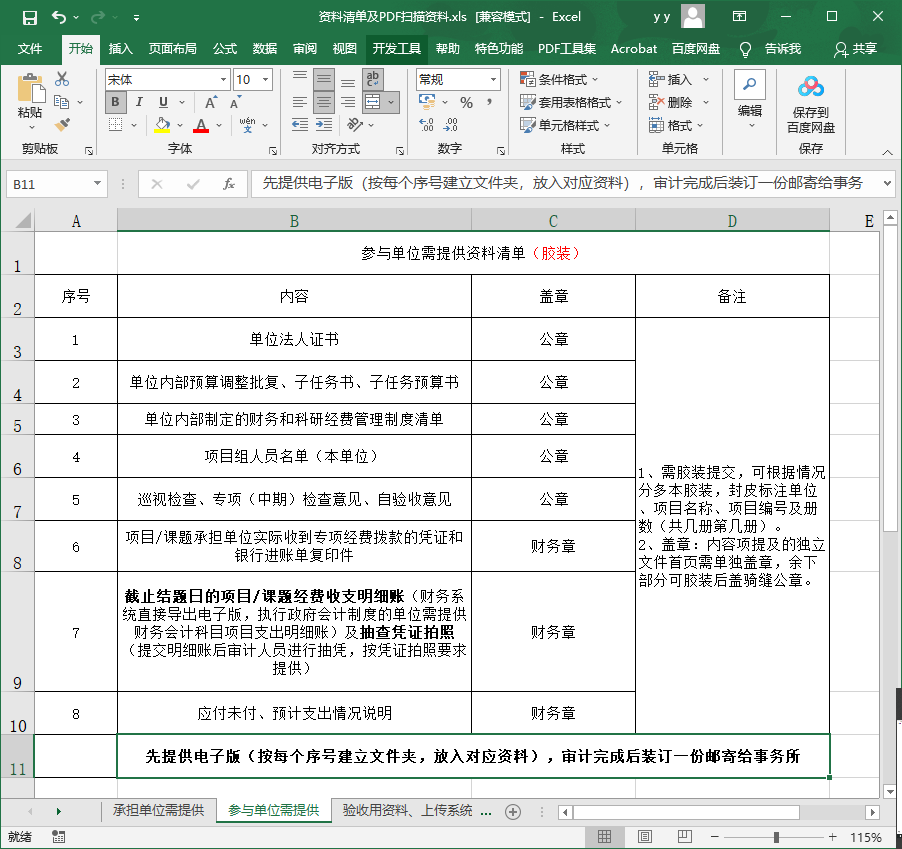 资料清单及PDF扫描资料.xls [兼容模式] - Excel
y y
文件 开始 插入 页面布局 公式 数据 审阅 视图 开发工具 帮助 特色功能 PDF工具集 Acrobat 百度网盘 告诉我 共享
宋体 10 常规 条件格式 插入
粘贴 B I U A A ab 套用表格格式 删除 编辑 保存到
百度网盘
A wén 文 % , .00 单元格样式 格式
剪贴板 字体 对齐方式 数字 样式 单元格 保存
B11 fx 先提供电子版（按每个序号建立文件夹，放入对应资料），审计完成后装订一份邮寄给事务
A B C D E
1 参与单位需提供资料清单（胶装）
2 序号 内容 盖章 备注
3 1 单位法人证书 公章
4 2 单位内部预算调整批复、子任务书、子任务预算书 公章
5 3 单位内部制定的财务和科研经费管理制度清单 公章
6 4 项目组人员名单（本单位） 公章
7 5 巡视检查、专项（中期）检查意见、自验收意见 公章
8 6 项目/课题承担单位实际收到专项经费拨款的凭证和
银行进账单复印件 财务章
9 7 截止结题日的项目/课题经费收支明细账（财务系
统直接导出电子版，执行政府会计制度的单位需提供
财务会计科目项目支出明细账）及抽查凭证拍照
（提交明细账后审计人员进行抽凭，按凭证拍照要求
提供） 财务章
10 8 应付未付、预计支出情况说明 财务章
1、需胶装提交，可根据情况
分多本胶装，封皮标注单位
、项目名称、项目编号及册
数（共几册第几册）。
2、盖章：内容项提及的独立
文件首页需单独盖章，余下
部分可胶装后盖骑缝公章。
11 先提供电子版（按每个序号建立文件夹，放入对应资料），审计完成后装订一份邮寄给事务所
承担单位需提供 参与单位需提供 验收用资料、上传系统 ...
就绪 115%